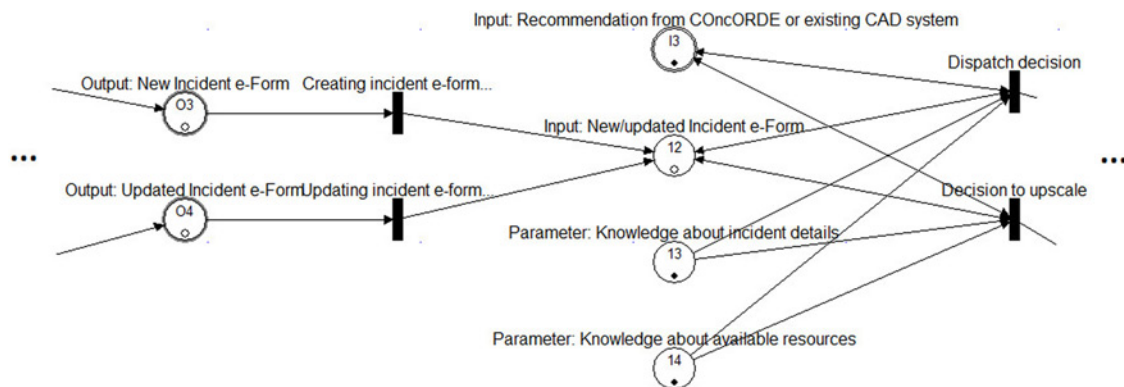 Input: Recommendation from COncORDE or existing CAD system
I3
Dispatch decision
Output: New Incident e-Form
Creating incident e-form...
O3
Input: New/updated Incident e-Form
12
...
...
Output: Updated Incident e-Form
Updating incident e-form...
O4
Decision to upscale
Parameter: Knowledge about incident details
13
Parameter: Knowledge about available resources
14